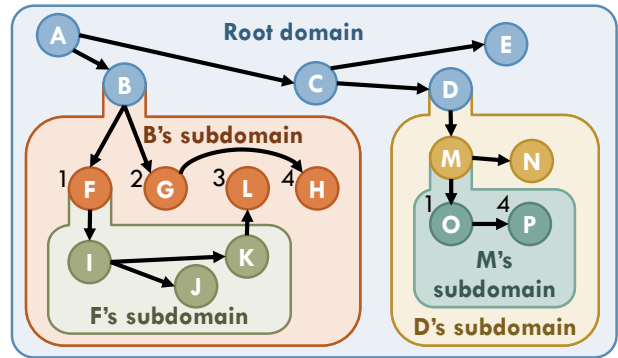 A
Root domain
E
B
C
D
B's subdomain
M
N
1
F
2
G
3
L
4
H
1
O
4
P
I
J
K
M's
subdomain
F's subdomain
D's subdomain